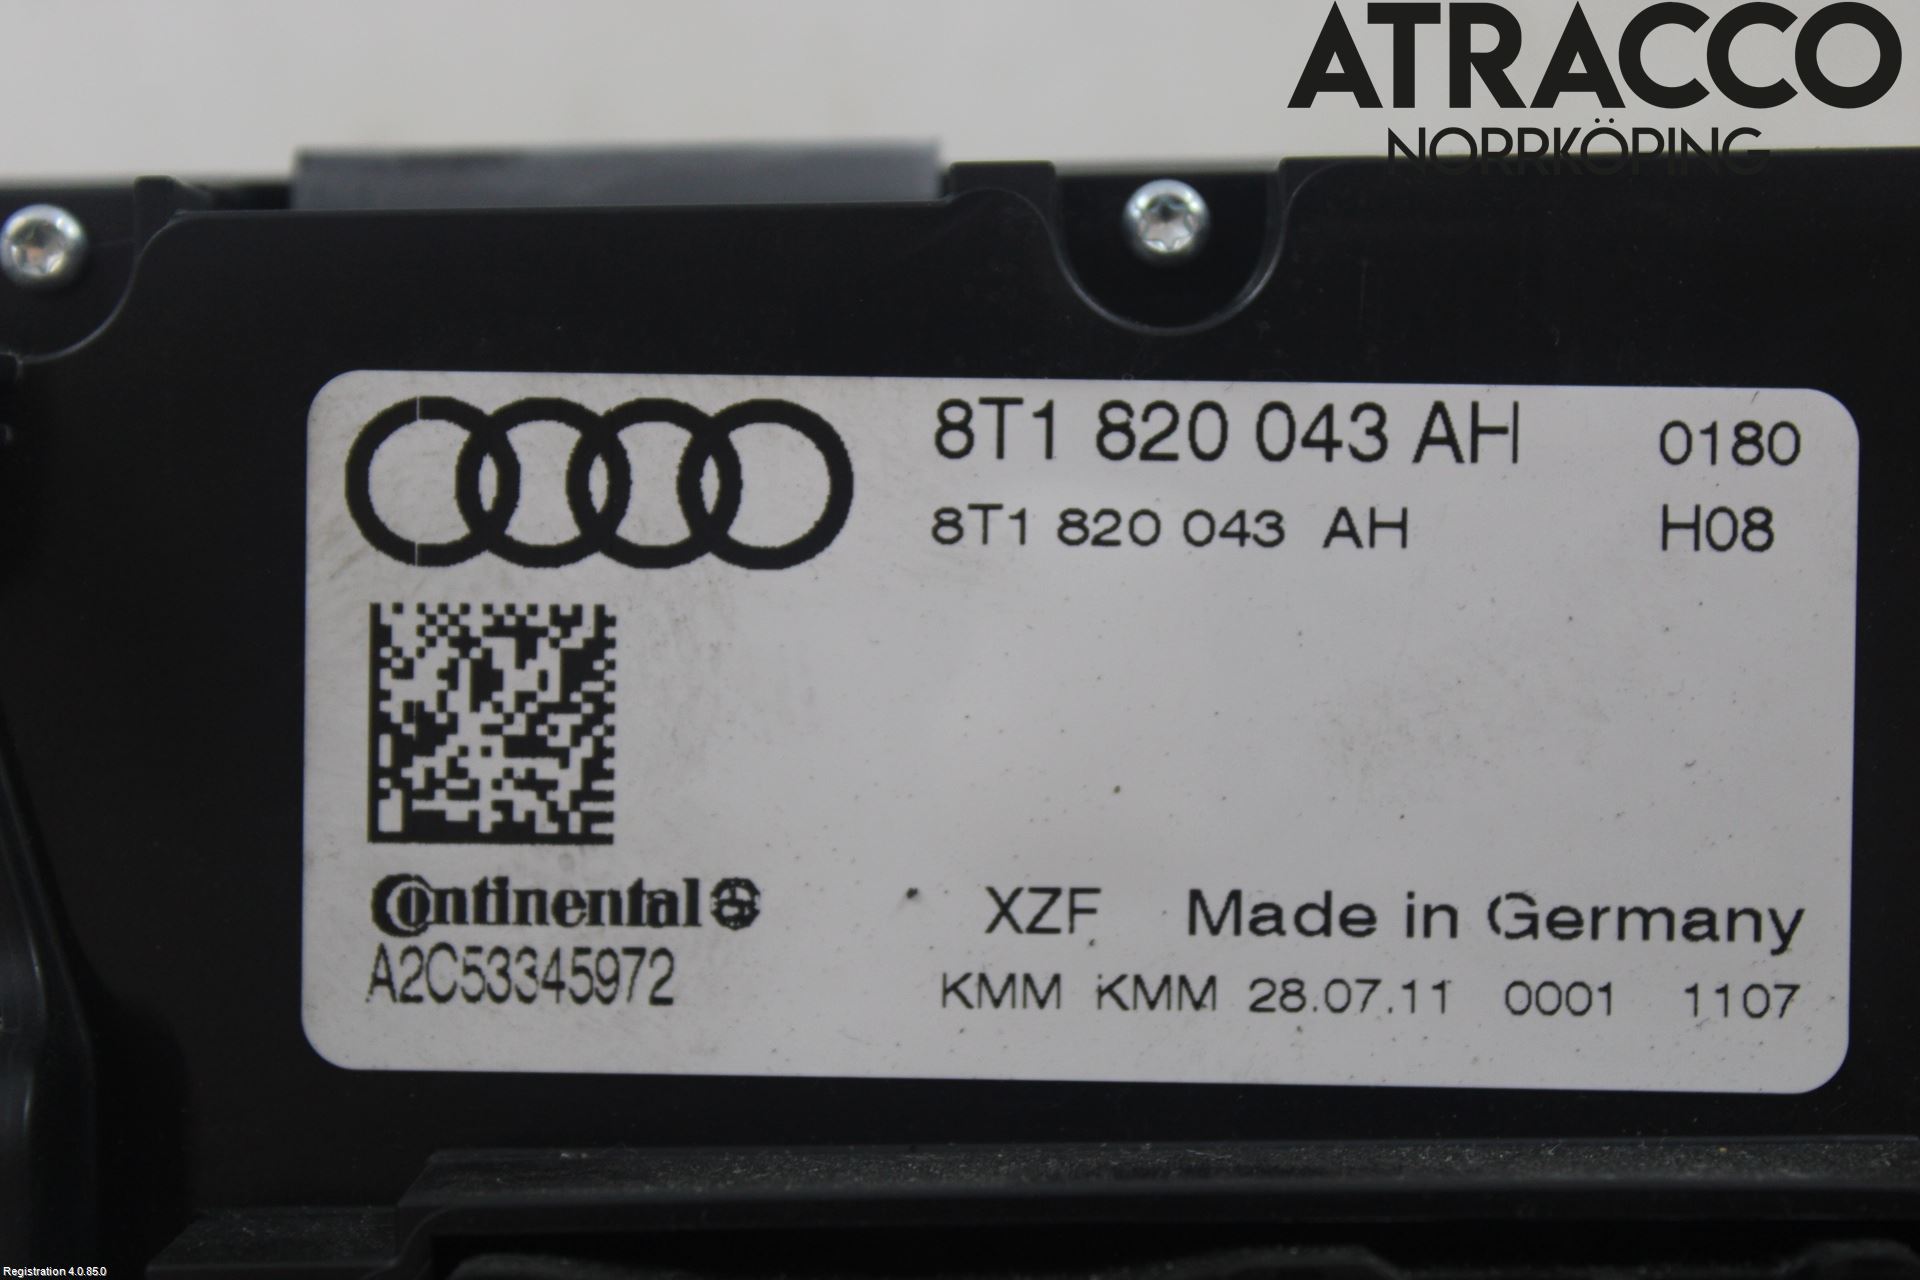 ATRACCO
NORRKÖPING
8T1 820 043 AH 0180
8T1 820 043 AH H08
Continental
A2C53345972
XZF Made in Germany
KMM KMM 28.07.11 0001 1107
Registration 4.0.85.0